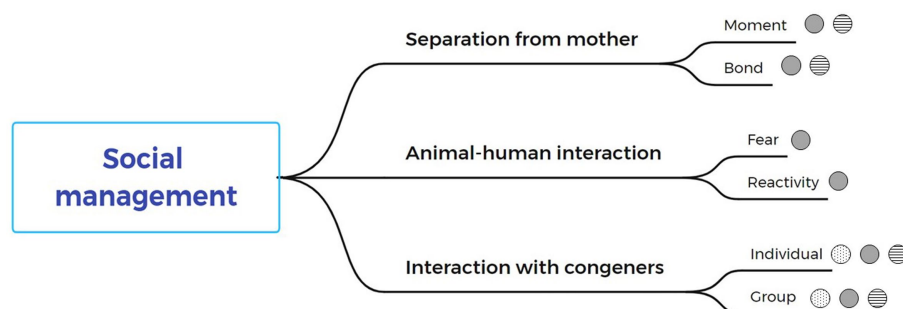 Social
management
Separation from mother
Moment
Bond
Animal-human interaction
Fear
Reactivity
Interaction with congeners
Individual
Group